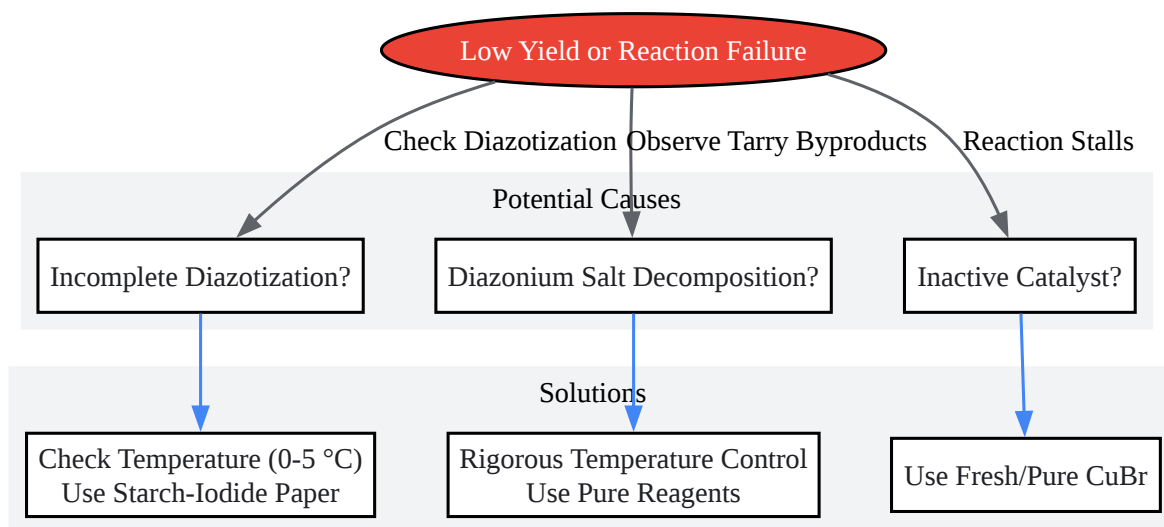 Low Yield or Reaction Failure
Check Diazotization
Observe Tarry Byproducts
Reaction Stalls
Potential Causes
Incomplete Diazotization?
Diazonium Salt Decomposition?
Inactive Catalyst?
Solutions
Check Temperature (0-5 °C)
Use Starch-Iodide Paper
Rigorous Temperature Control
Use Pure Reagents
Use Fresh/Pure CuBr